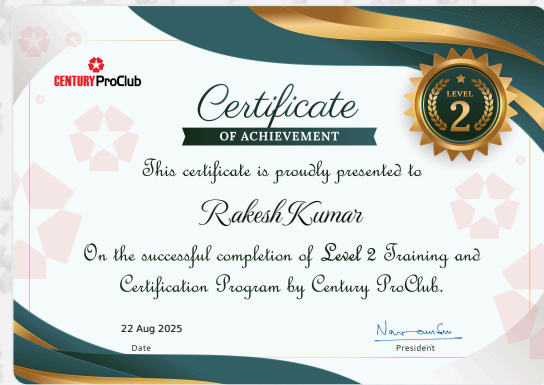 CENTURY ProClub
LEVEL
2
Certificate
OF ACHIEVEMENT
This certificate is proudly presented to
Rakesh Kumar
On the successful completion of Level 2 Training and
Certification Program by Century ProClub.
22 Aug 2025
Date
President